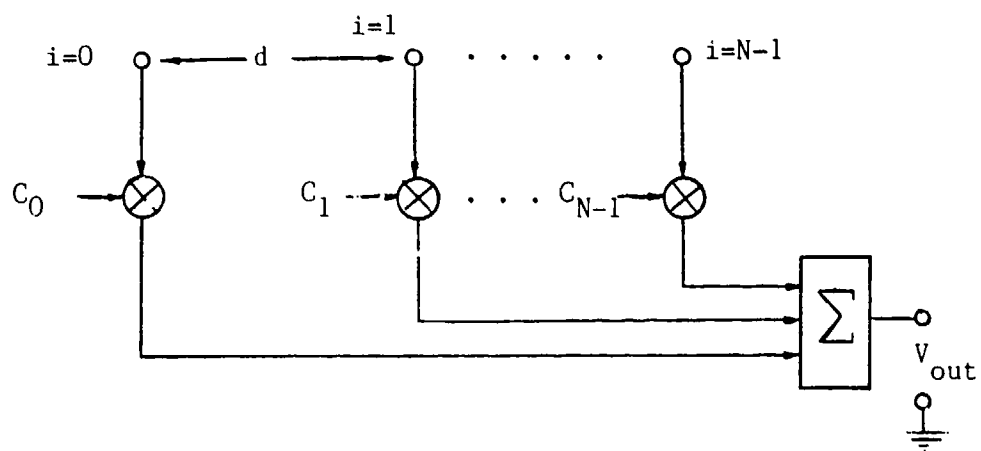 i=0
d
i=1
. . . . .
i=N-1
C0
C1
. . . .
CN-1
Σ
Vout